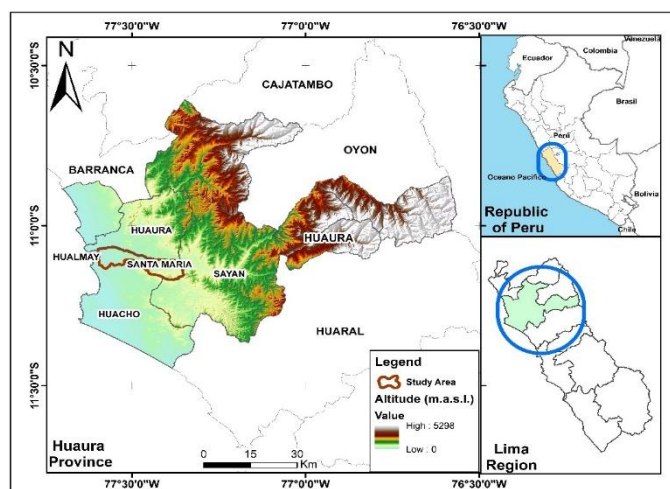 77°30'0"W
77°0'0"W
76°30'0"W
N
10°30'0"S
11°0'0"S
11°30'0"S
CAJATAMBO
OYON
BARRANCA
HUAURA
HUAURA
HUALMAY
SANTA MARIA
SAYAN
HUACHO
HUARAL
Huaura
Province
0 15 30
Km
Legend
Study Area
Altitude (m.a.s.l.)
Value
High : 5298
Low : 0
77°30'0"W
77°0'0"W
76°30'0"W
Venezuela
Colombia
Ecuador
Brasil
Perú
Oceano Pacifico
Bolivia
Chile
Republic
of Peru
Lima
Region